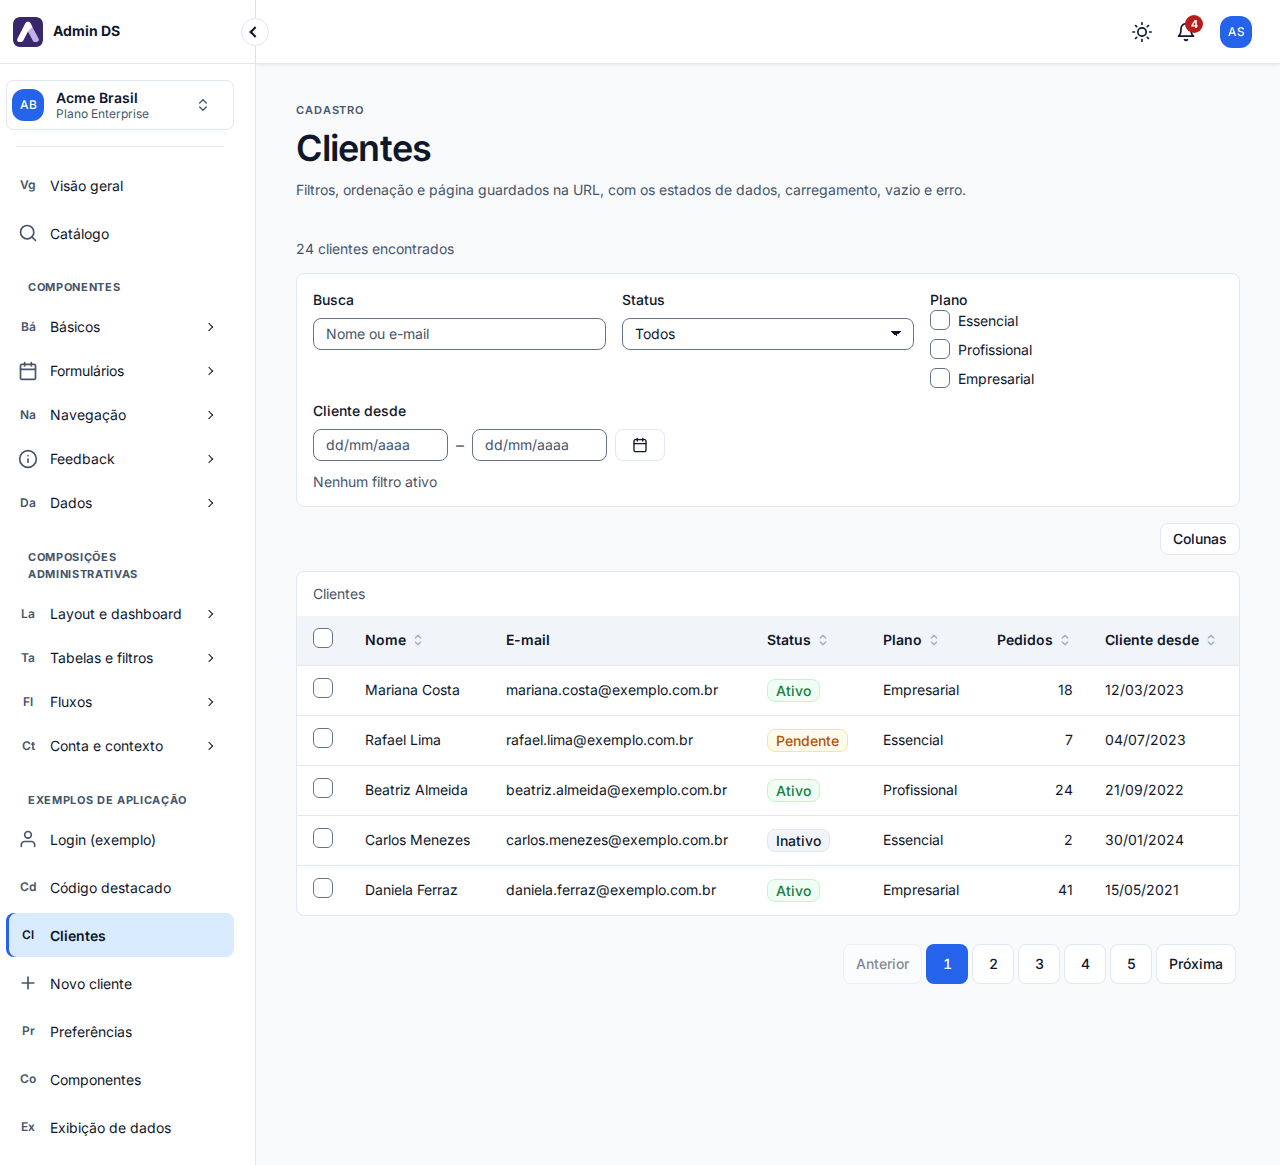 Admin DS
4
AS
AB
Acme Brasil
Plano Enterprise
Vg Visão geral
Catálogo
COMPONENTES
Bá Básicos
Formulários
Na Navegação
Feedback
Da Dados
COMPOSIÇÕES
ADMINISTRATIVAS
La Layout e dashboard
Ta Tabelas e filtros
Fl Fluxos
Ct Conta e contexto
EXEMPLOS DE APLICAÇÃO
Login (exemplo)
Cd Código destacado
Cl Clientes
Novo cliente
Pr Preferências
Co Componentes
Ex Exibição de dados
CADASTRO
Clientes
Filtros, ordenação e página guardados na URL, com os estados de dados, carregamento, vazio e erro.
24 clientes encontrados
Busca Status Plano
Nome ou e-mail Todos Essencial
Profissional
Empresarial
Cliente desde
dd/mm/aaaa – dd/mm/aaaa
Nenhum filtro ativo
Colunas
Clientes
Nome E-mail Status Plano Pedidos Cliente desde
Mariana Costa mariana.costa@exemplo.com.br Ativo Empresarial 18 12/03/2023
Rafael Lima rafael.lima@exemplo.com.br Pendente Essencial 7 04/07/2023
Beatriz Almeida beatriz.almeida@exemplo.com.br Ativo Profissional 24 21/09/2022
Carlos Menezes carlos.menezes@exemplo.com.br Inativo Essencial 2 30/01/2024
Daniela Ferraz daniela.ferraz@exemplo.com.br Ativo Empresarial 41 15/05/2021
Anterior 1 2 3 4 5 Próxima